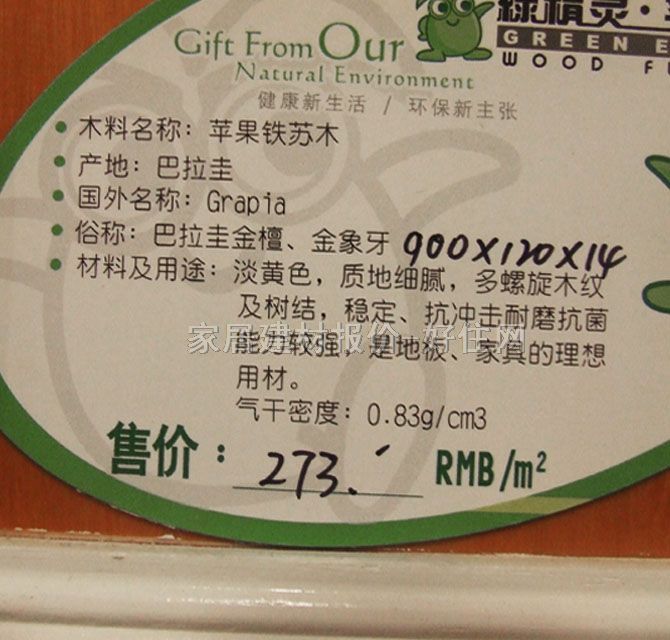 Gift From Our
Natural Environment
健康新生活 / 环保新主张
绿精灵·
GREEN E
WOOD FL
木料名称：苹果铁苏木
产地：巴拉圭
国外名称：Grapia
俗称：巴拉圭金檀、金象牙 900X120X14
材料及用途：淡黄色，质地细腻，多螺旋木纹
及树结，稳定、抗冲击耐磨抗菌
能力较强，是地板、家具的理想
用材。
气干密度：0.83g/cm3
家居建材报价 好住网
售价：273.- RMB/m²